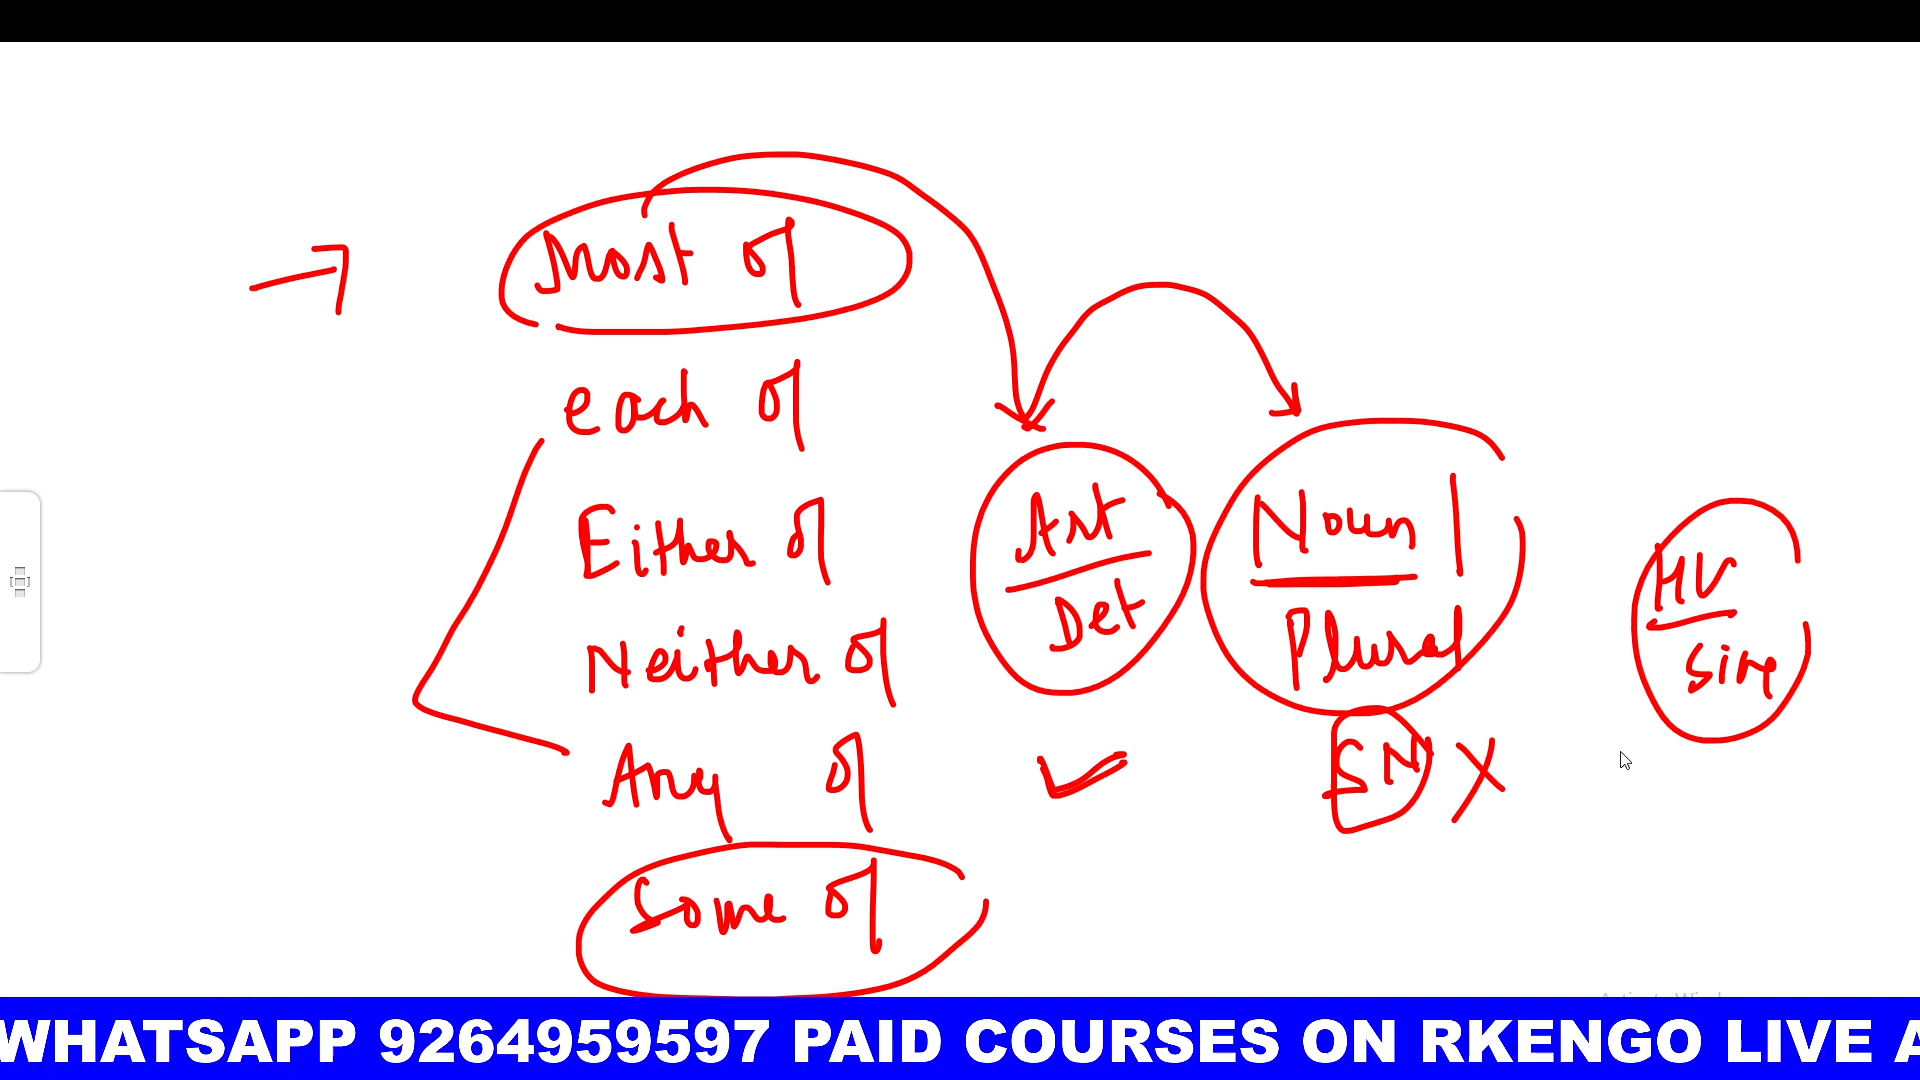 Most of
each of
Either of
Neither of
Any of
Some of
Art
Det
Noun
Plural
SN X
HV
Sing
WHATSAPP 9264959597 PAID COURSES ON RKENGO LIVE A